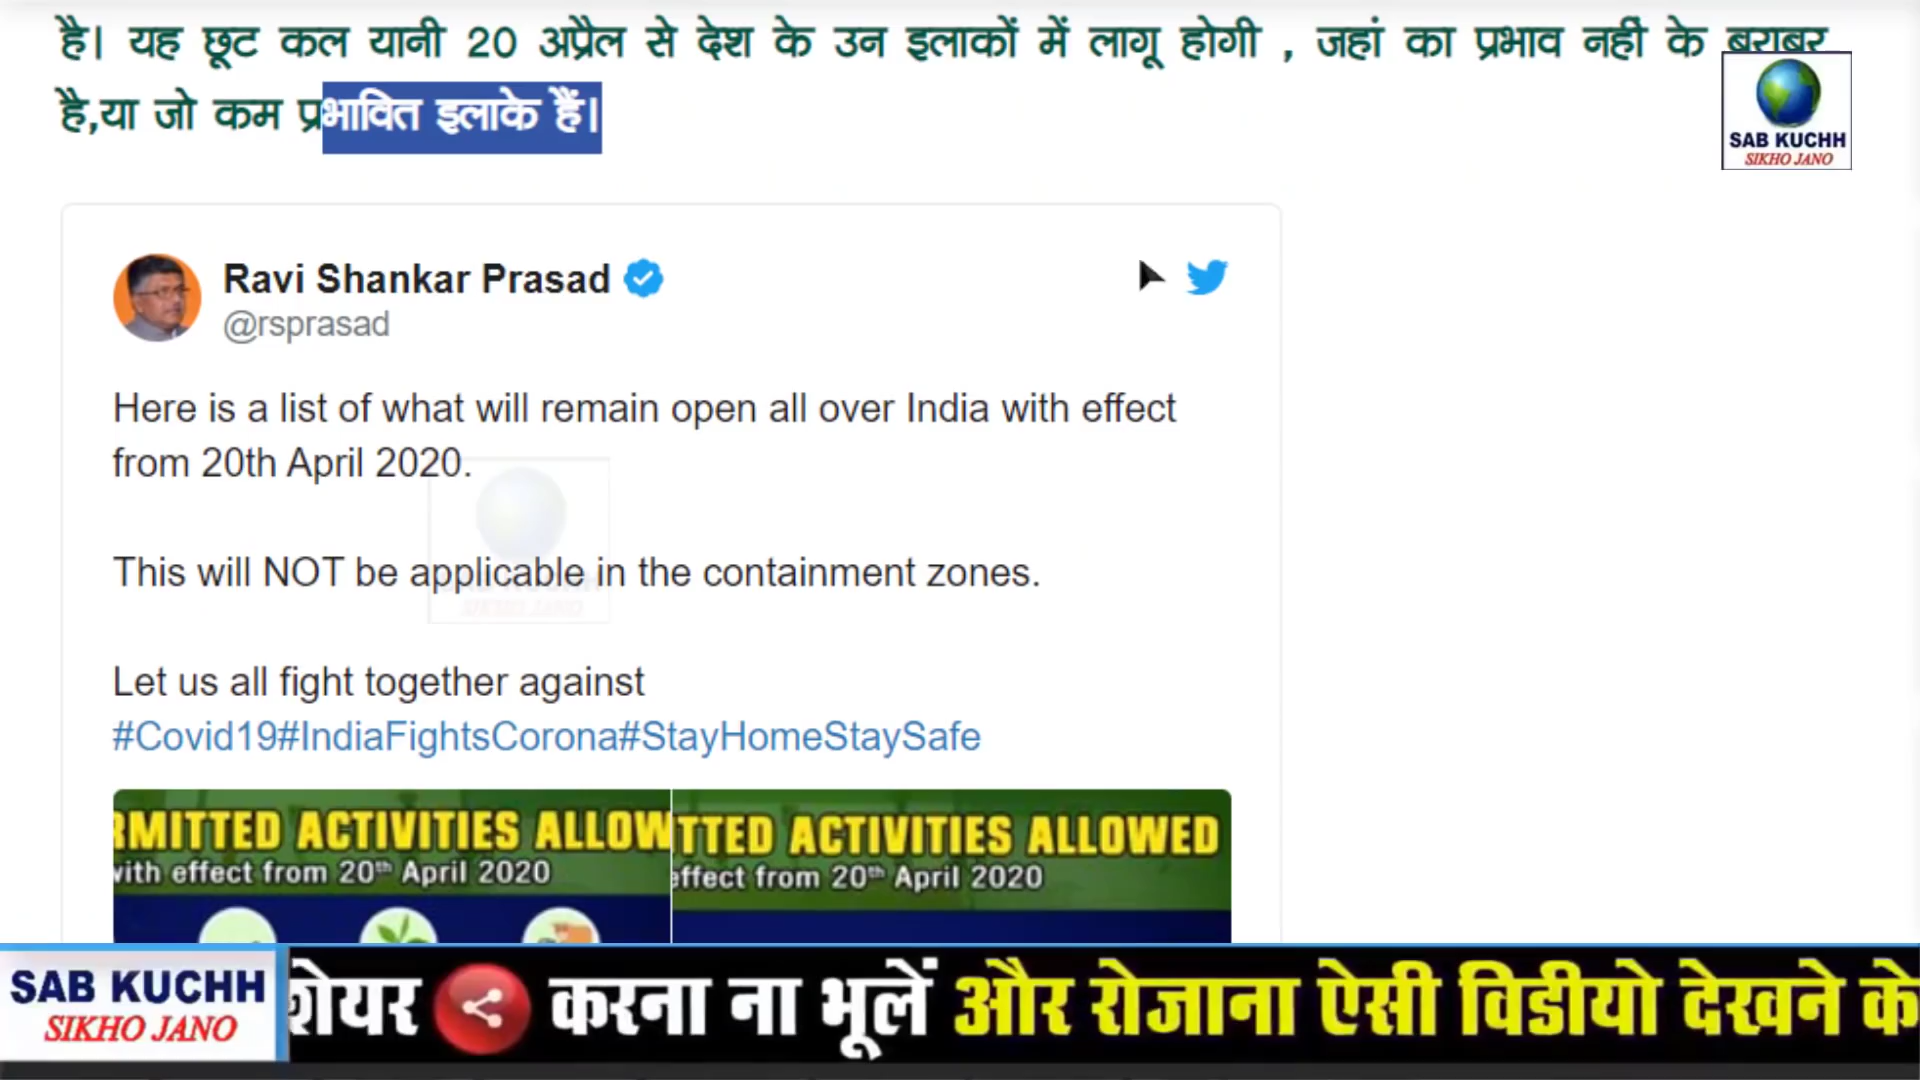 है। यह छूट कल यानी 20 अप्रैल से देश के उन इलाकों में लागू होगी , जहां का प्रभाव नहीं के बराबर
है,या जो कम प्रभावित इलाके हैं।
SAB KUCHH
SIKHO JANO
Ravi Shankar Prasad
@rsprasad
Here is a list of what will remain open all over India with effect
from 20th April 2020.
This will NOT be applicable in the containment zones.
SIKHO JANO
Let us all fight together against
#Covid19#IndiaFightsCorona#StayHomeStaySafe
RMITTED ACTIVITIES ALLOW
with effect from 20th April 2020
TTED ACTIVITIES ALLOWED
effect from 20th April 2020
SAB KUCHH
SIKHO JANO
शेयर करना ना भूलें और रोजाना ऐसी विडीयो देखने के